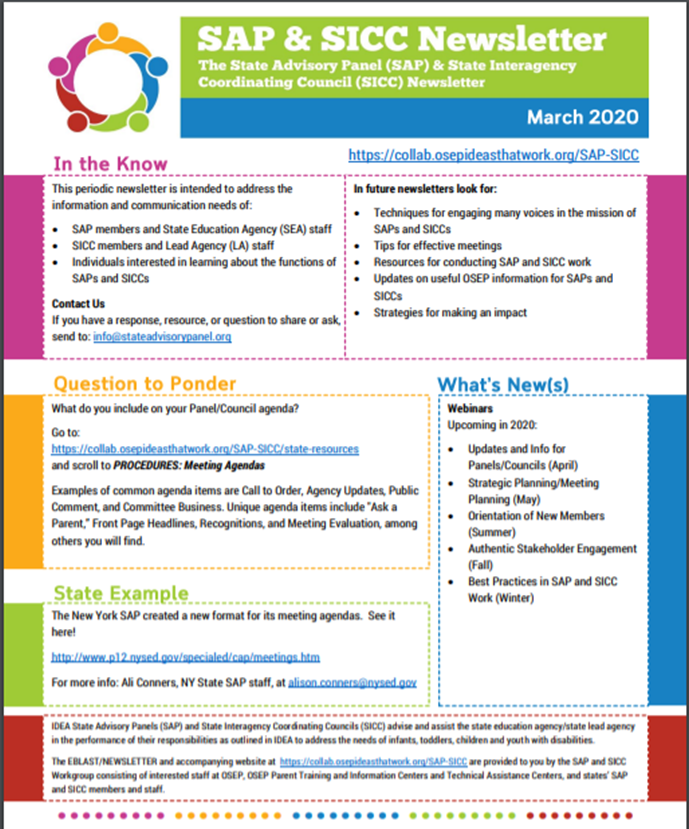 SAP & SICC Newsletter
The State Advisory Panel (SAP) & State Interagency
Coordinating Council (SICC) Newsletter
March 2020
https://collab.osepideasthatwork.org/SAP-SICC
In the Know
This periodic newsletter is intended to address the
information and communication needs of:
• SAP members and State Education Agency (SEA) staff
• SICC members and Lead Agency (LA) staff
• Individuals interested in learning about the functions of
SAPs and SICCs
Contact Us
If you have a response, resource, or question to share or ask,
send to: info@stateadvisorypanel.org
In future newsletters look for:
• Techniques for engaging many voices in the mission of
SAPs and SICCs
• Tips for effective meetings
• Resources for conducting SAP and SICC work
• Updates on useful OSEP information for SAPs and
SICCs
• Strategies for making an impact
Question to Ponder
What do you include on your Panel/Council agenda?
Go to:
https://collab.osepideasthatwork.org/SAP-SICC/state-resources
and scroll to PROCEDURES: Meeting Agendas
Examples of common agenda items are Call to Order, Agency Updates, Public
Comment, and Committee Business. Unique agenda items include "Ask a
Parent," Front Page Headlines, Recognitions, and Meeting Evaluation, among
others you will find.
What's New(s)
Webinars
Upcoming in 2020:
• Updates and Info for
Panels/Councils (April)
• Strategic Planning/Meeting
Planning (May)
• Orientation of New Members
(Summer)
• Authentic Stakeholder Engagement
(Fall)
• Best Practices in SAP and SICC
Work (Winter)
State Example
The New York SAP created a new format for its meeting agendas. See it
here!
http://www.p12.nysed.gov/specialed/cap/meetings.htm
For more info: Ali Conners, NY State SAP staff, at alison.conners@nysed.gov
IDEA State Advisory Panels (SAP) and State Interagency Coordinating Councils (SICC) advise and assist the state education agency/state lead agency
in the performance of their responsibilities as outlined in IDEA to address the needs of infants, toddlers, children and youth with disabilities.
The EBLAST/NEWSLETTER and accompanying website at https://collab.osepideasthatwork.org/SAP-SICC are provided to you by the SAP and SICC
Workgroup consisting of interested staff at OSEP, OSEP Parent Training and Information Centers and Technical Assistance Centers, and states' SAP
and SICC members and staff.